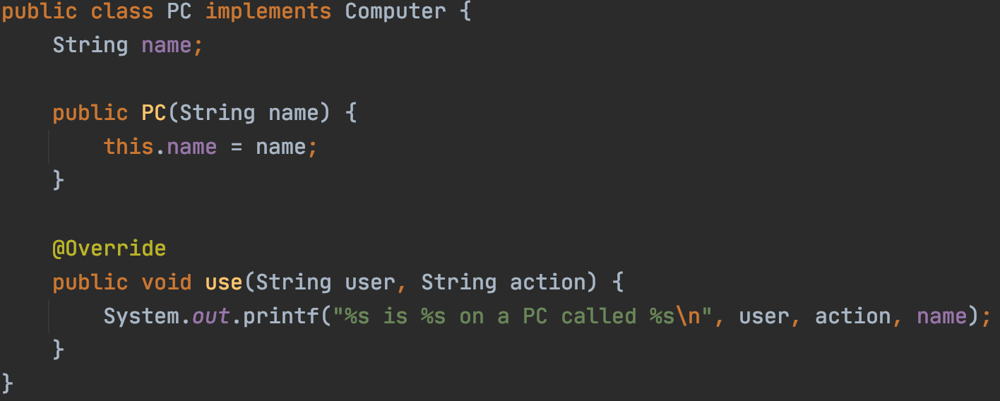 public class PC implements Computer {
    String name;

    public PC(String name) {
        this.name = name;
    }

    @Override
    public void use(String user, String action) {
        System.out.printf("%s is %s on a PC called %s\n", user, action, name);
    }
}